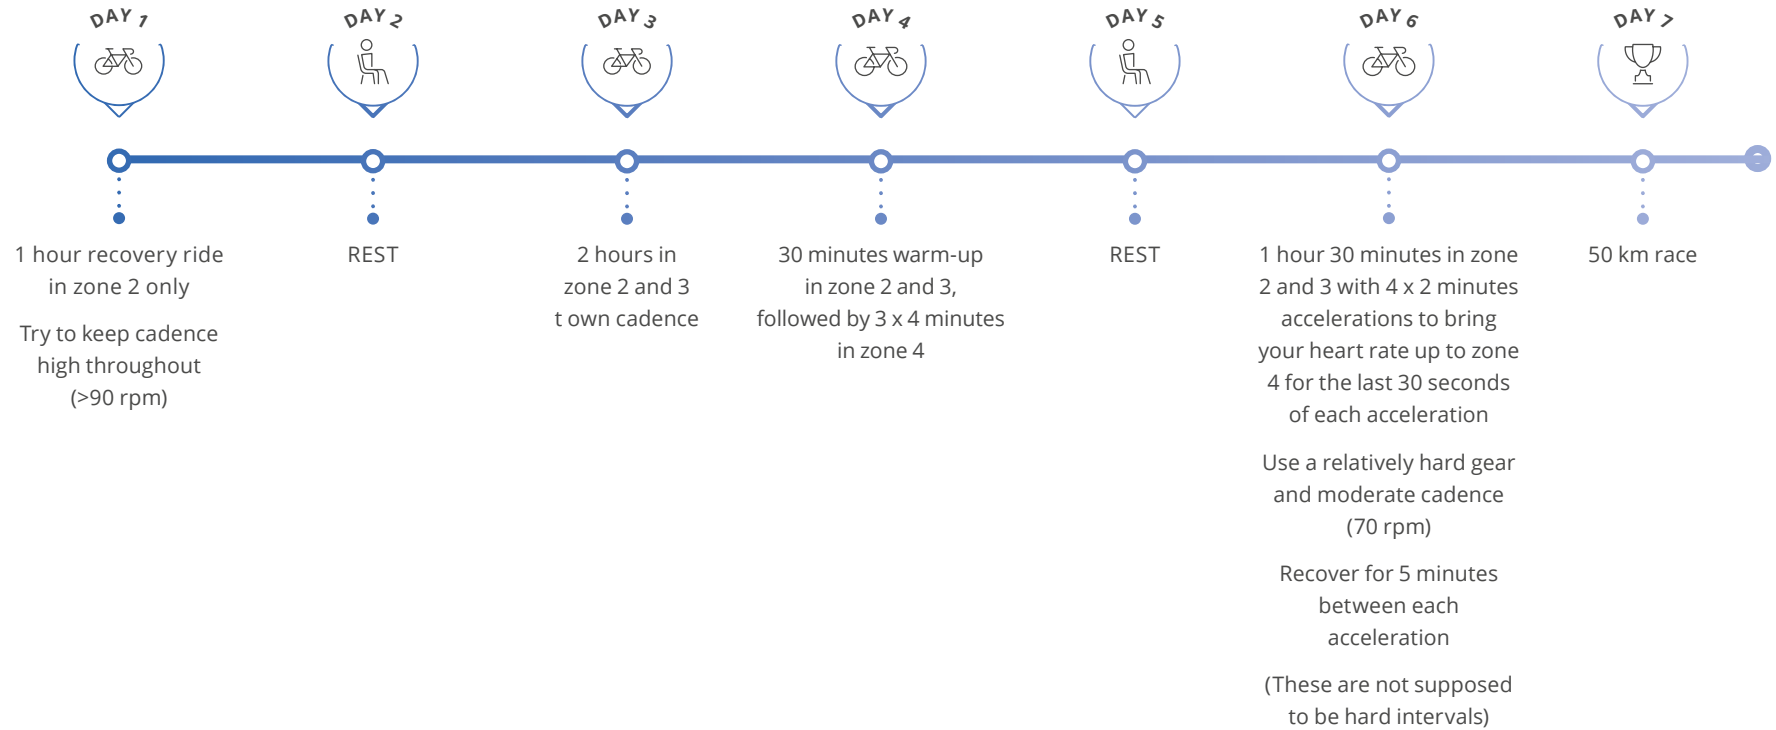 DAY 1
DAY 2
DAY 3
DAY 4
DAY 5
DAY 6
DAY 7
1 hour recovery ride
in zone 2 only
Try to keep cadence
high throughout
(>90 rpm)
REST
2 hours in
zone 2 and 3
t own cadence
30 minutes warm-up
in zone 2 and 3,
followed by 3 x 4 minutes
in zone 4
REST
1 hour 30 minutes in zone
2 and 3 with 4 x 2 minutes
accelerations to bring
your heart rate up to zone
4 for the last 30 seconds
of each acceleration
Use a relatively hard gear
and moderate cadence
(70 rpm)
Recover for 5 minutes
between each
acceleration
(These are not supposed
to be hard intervals)
50 km race